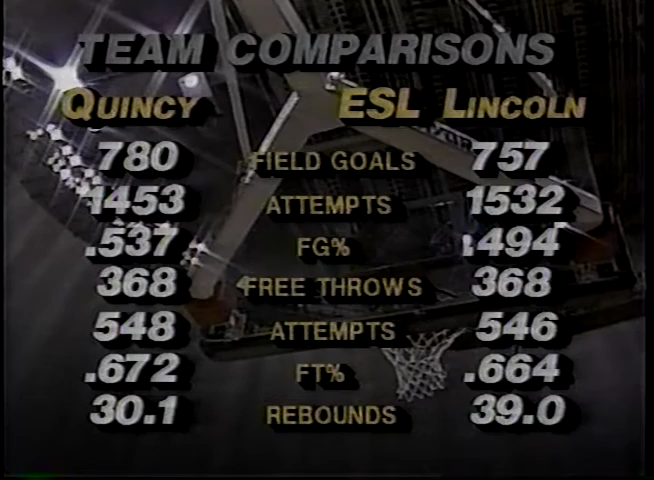 TEAM COMPARISONS
QUINCY ESL LINCOLN
780 FIELD GOALS 757
1453 ATTEMPTS 1532
.537 FG% .494
368 FREE THROWS 368
548 ATTEMPTS 546
.672 FT% .664
30.1 REBOUNDS 39.0